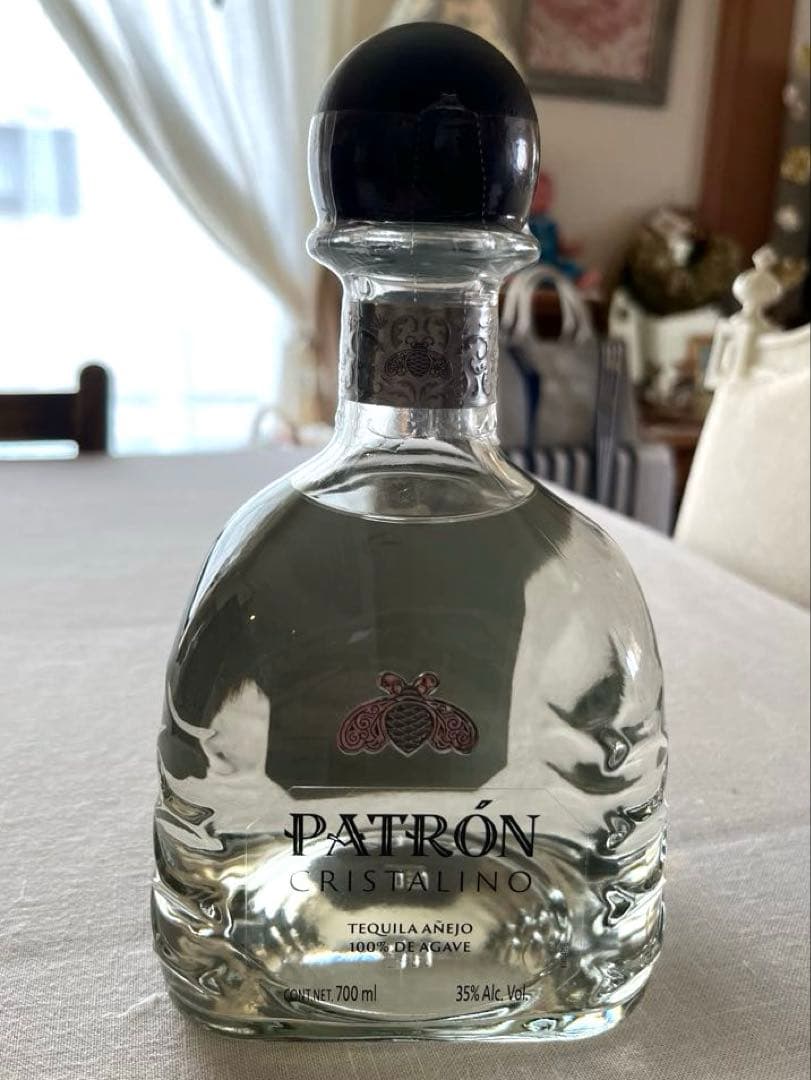 PATRÓN
CRISTALINO
TEQUILA AÑEJO
100% DE AGAVE
CONT. NET. 700 ml 35% Alc. Vol.